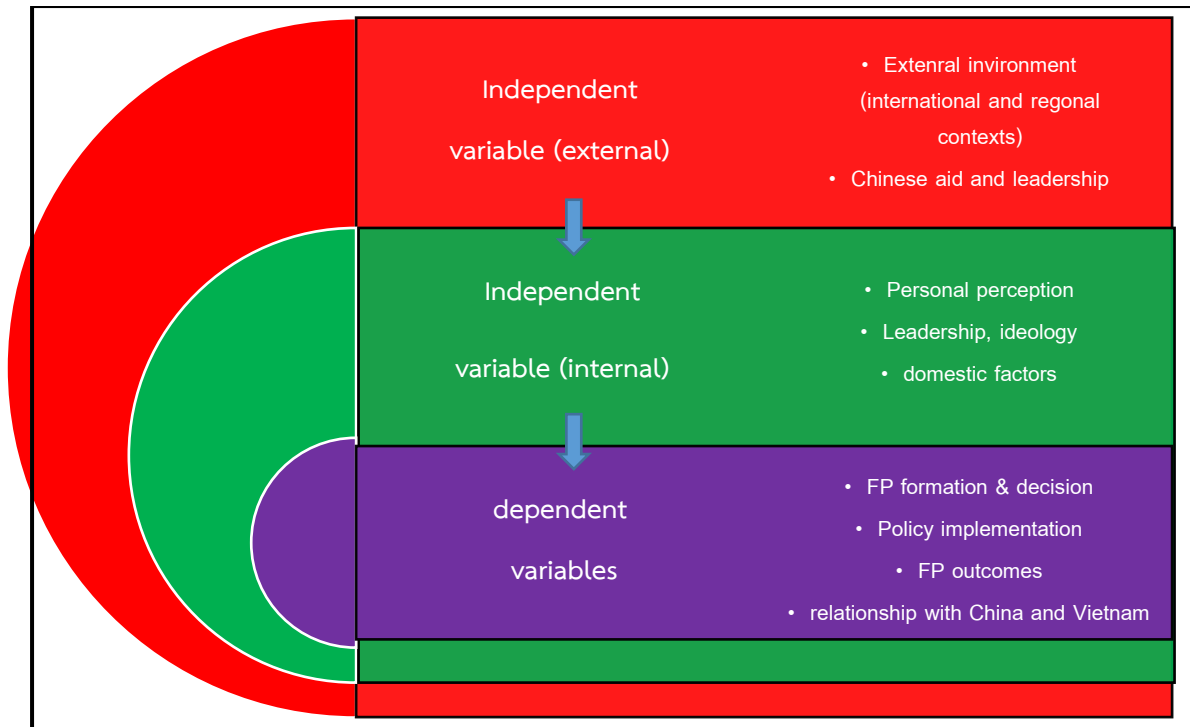 Independent
variable (external)
• Extenral invironment
(international and regonal
contexts)
• Chinese aid and leadership
Independent
variable (internal)
• Personal perception
• Leadership, ideology
• domestic factors
dependent
variables
• FP formation & decision
• Policy implementation
• FP outcomes
• relationship with China and Vietnam